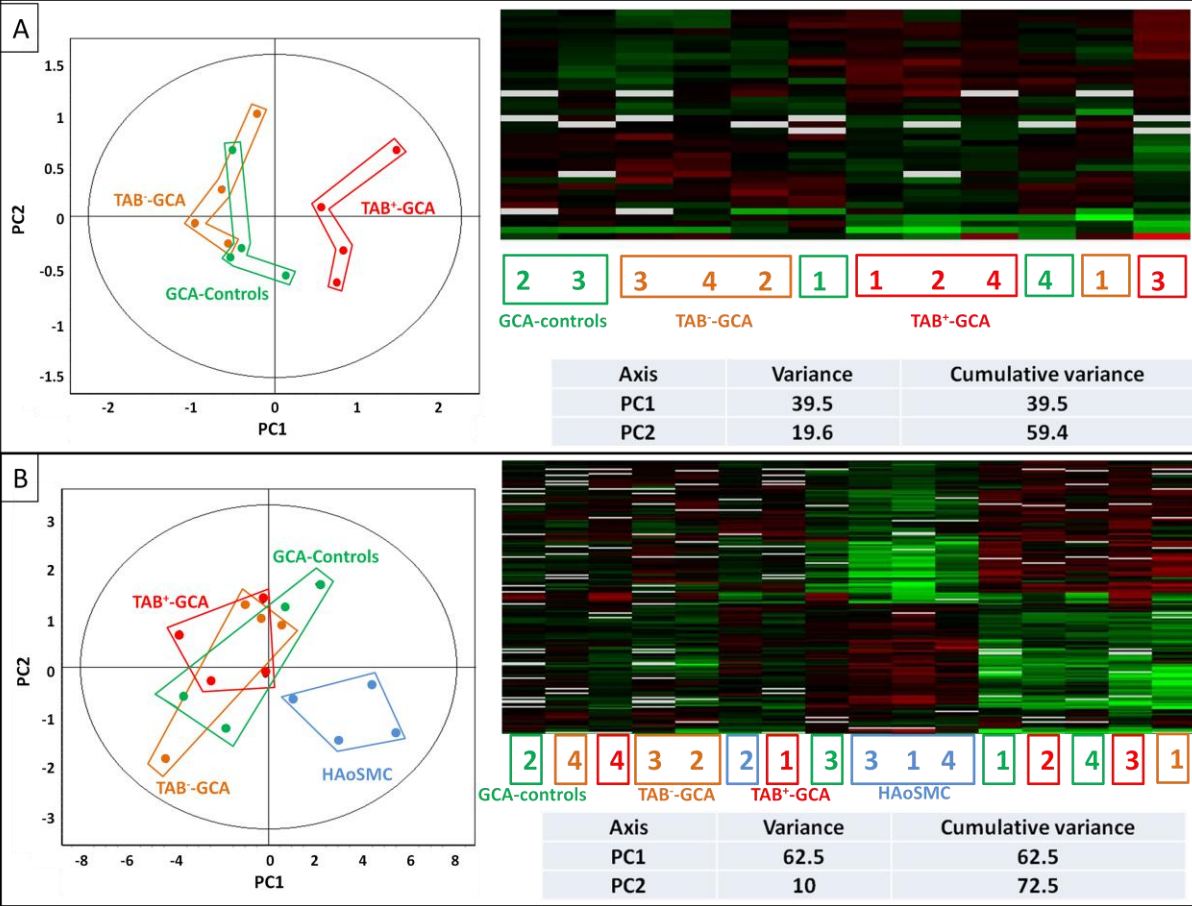 A
1.5
1
0.5
0
-0.5
-1
-1.5
PC2
-2 -1 0 1 2
PC1
TAB⁻-GCA
TAB⁺-GCA
GCA-Controls
2 3 3 4 2 1 1 2 4 4 1 3
GCA-controls TAB⁻-GCA TAB⁺-GCA
Axis Variance Cumulative variance
PC1 39.5 39.5
PC2 19.6 59.4
B
3
2
1
0
-1
-2
-3
PC2
-8 -6 -4 -2 0 2 4 6 8
PC1
GCA-Controls
TAB⁺-GCA
HAoSMC
TAB⁻-GCA
2 4 4 3 2 2 1 3 3 1 4 1 2 4 3 1
GCA-controls TAB⁻-GCA TAB⁺-GCA HAoSMC
Axis Variance Cumulative variance
PC1 62.5 62.5
PC2 10 72.5